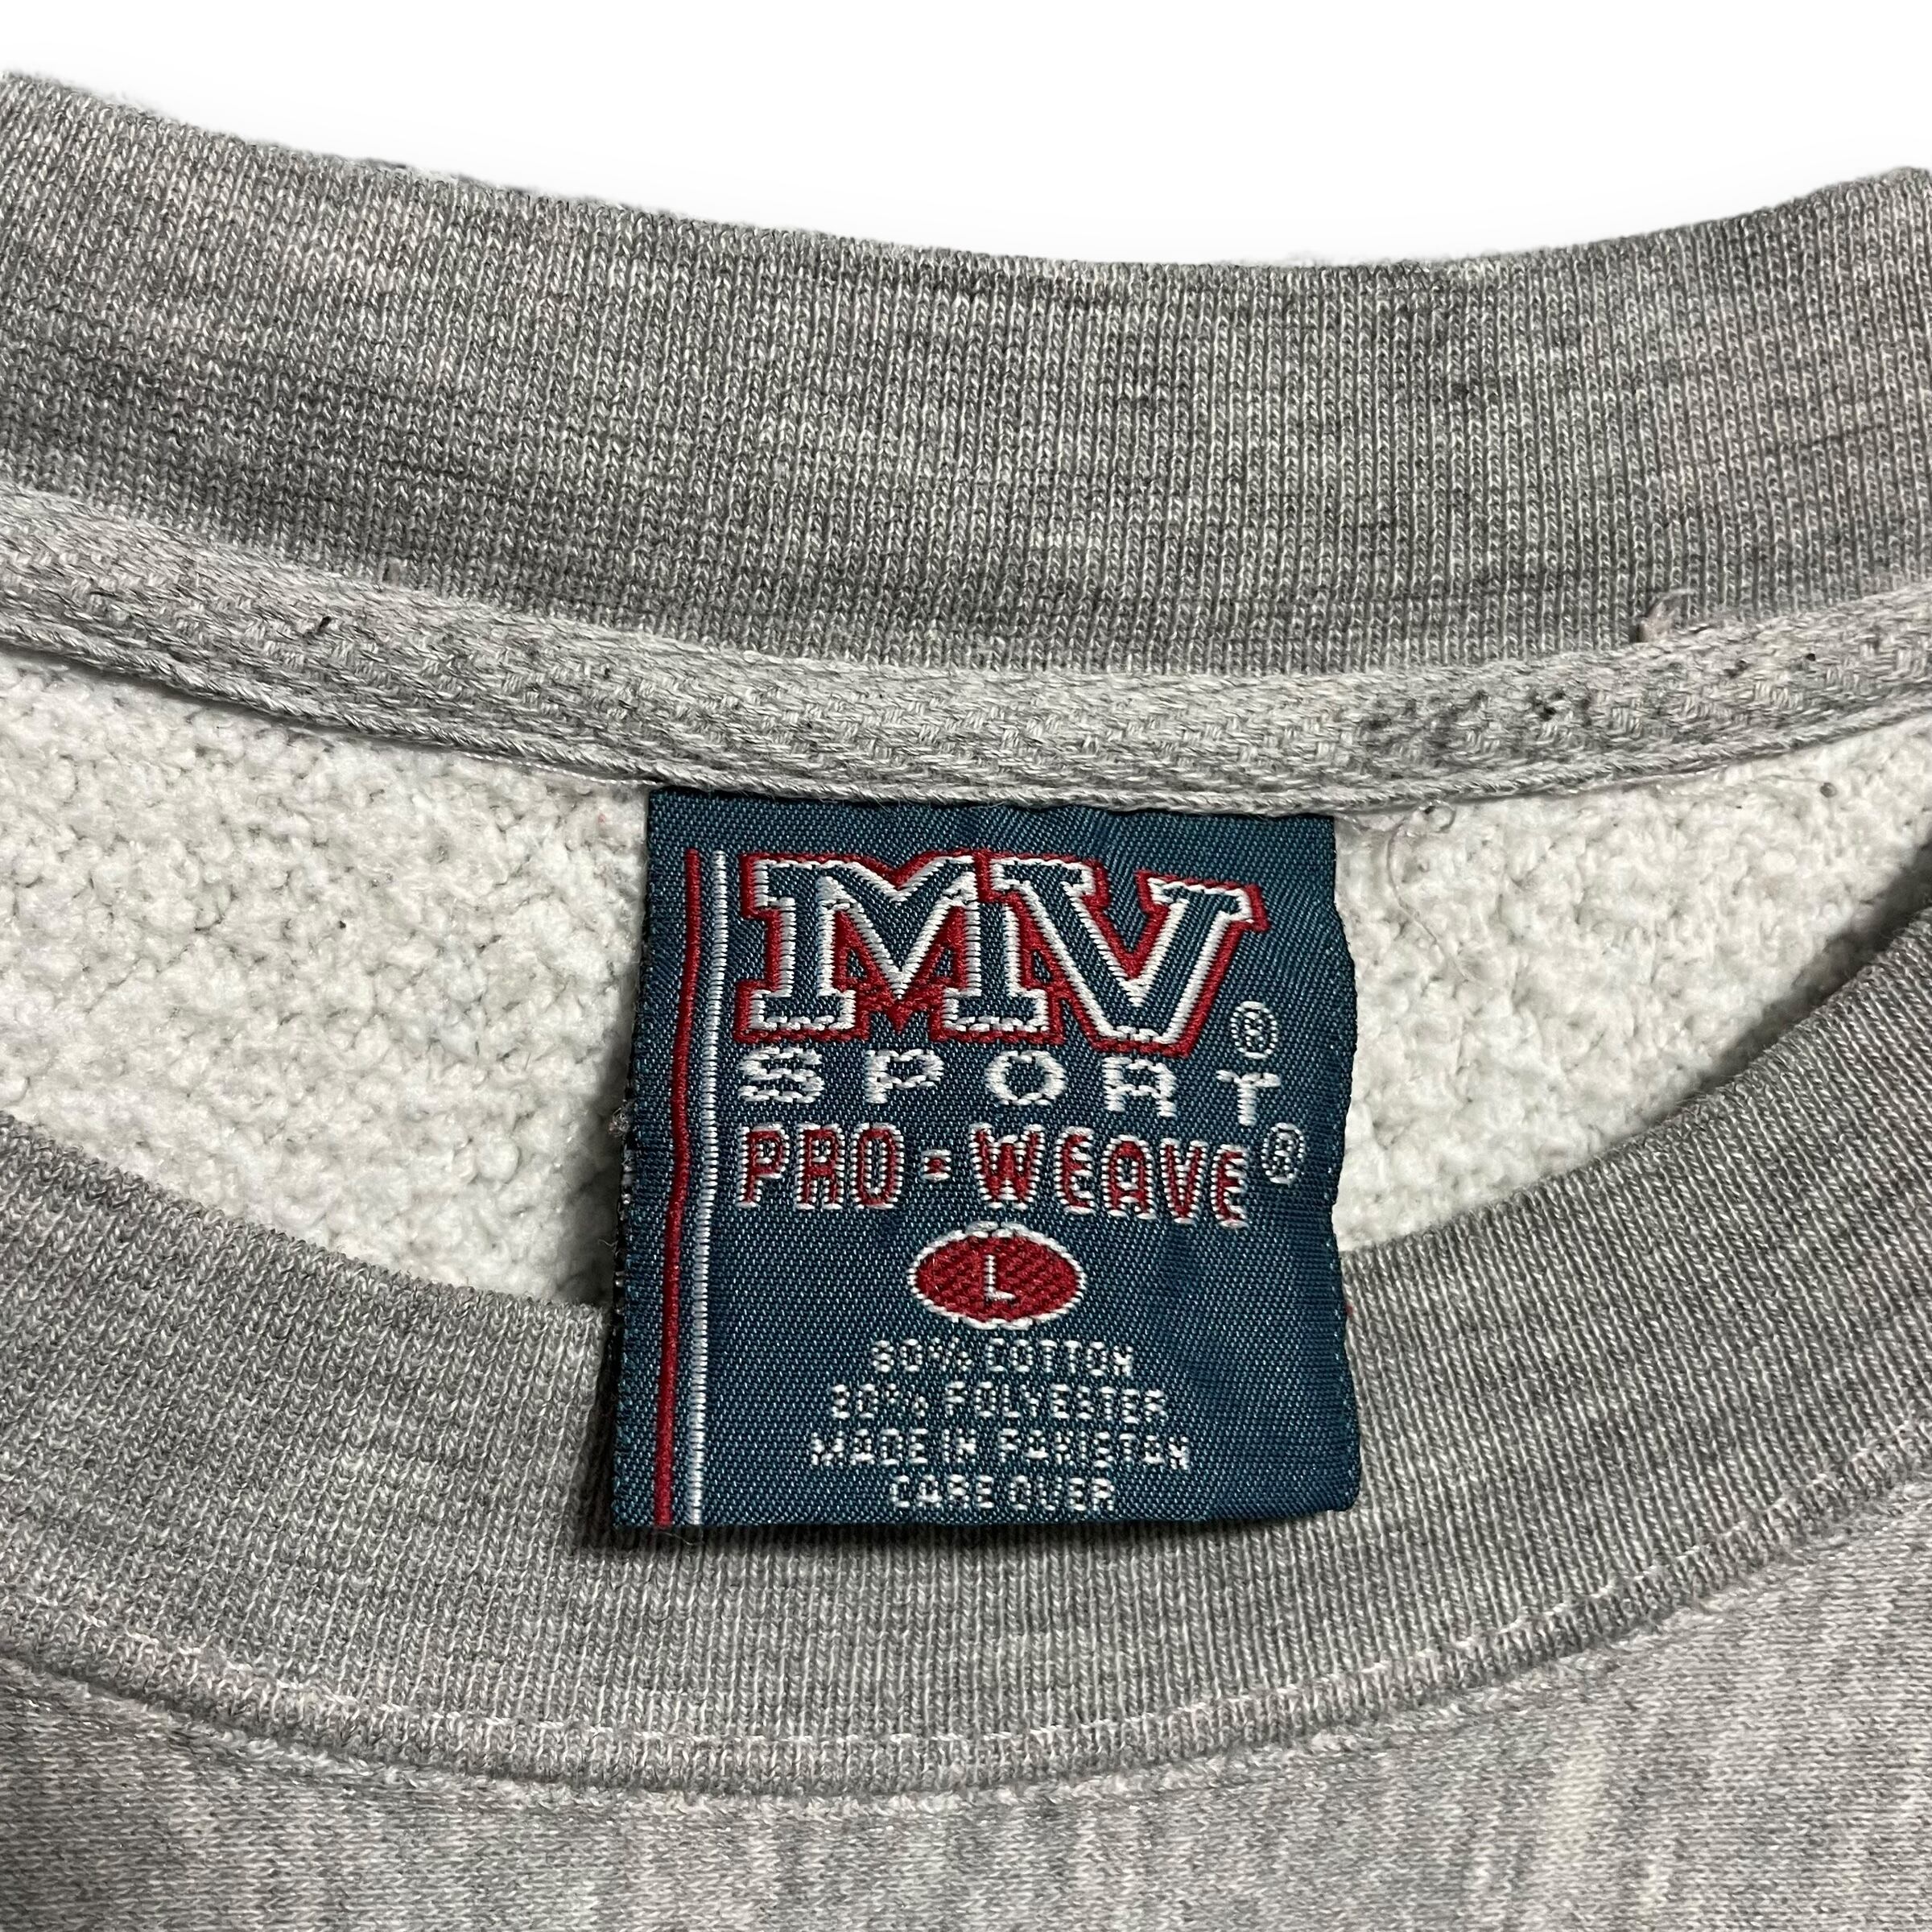 MV®
SPORT
PRO-WEAVE®
L
80% COTTON
20% POLYESTER
MADE IN PAKISTAN
CARE OVER